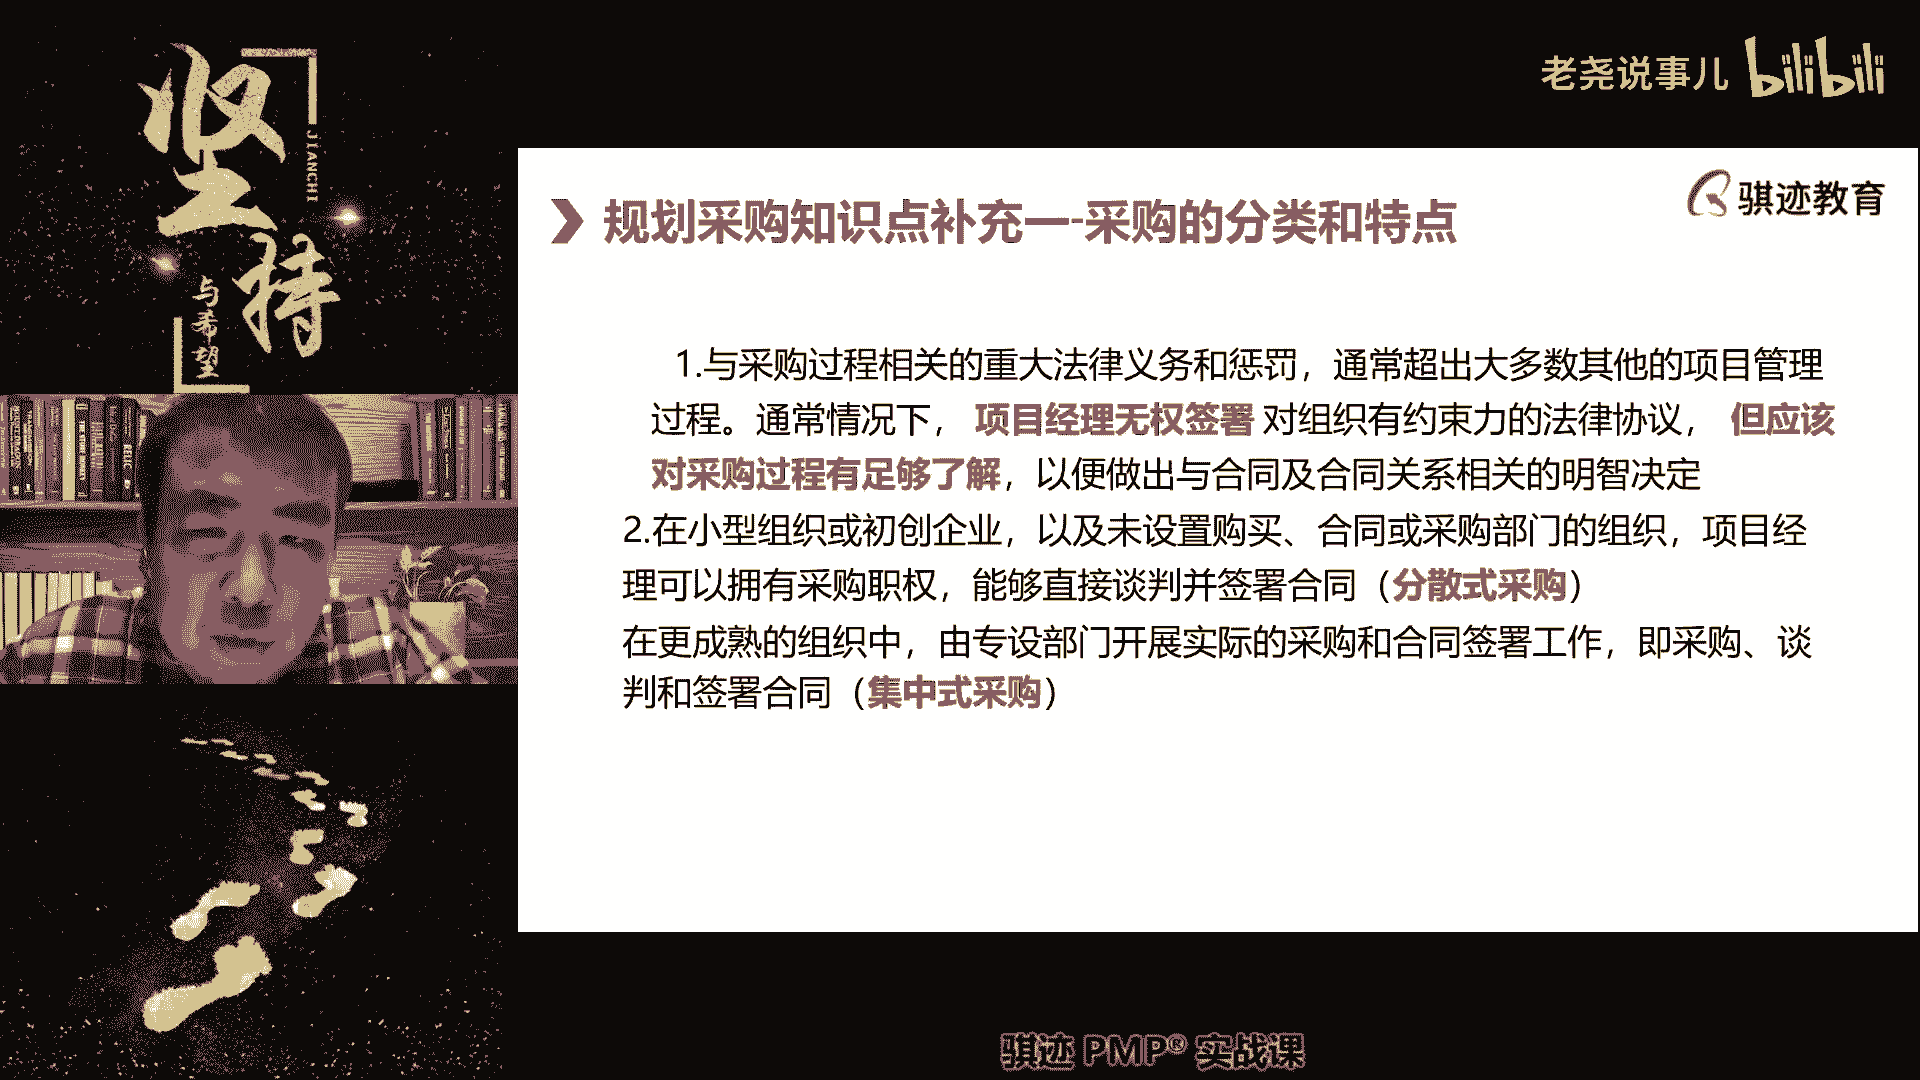 坚持
JIANCHI
与希望
老尧说事儿 bilibili
骐迹教育
规划采购知识点补充一-采购的分类和特点
1.与采购过程相关的重大法律义务和惩罚，通常超出大多数其他的项目管理
过程。通常情况下， 项目经理无权签署 对组织有约束力的法律协议， 但应该
对采购过程有足够了解，以便做出与合同及合同关系相关的明智决定
2.在小型组织或初创企业，以及未设置购买、合同或采购部门的组织，项目经
理可以拥有采购职权，能够直接谈判并签署合同（分散式采购）
在更成熟的组织中，由专设部门开展实际的采购和合同签署工作，即采购、谈
判和签署合同（集中式采购）
骐迹 PMP® 实战课